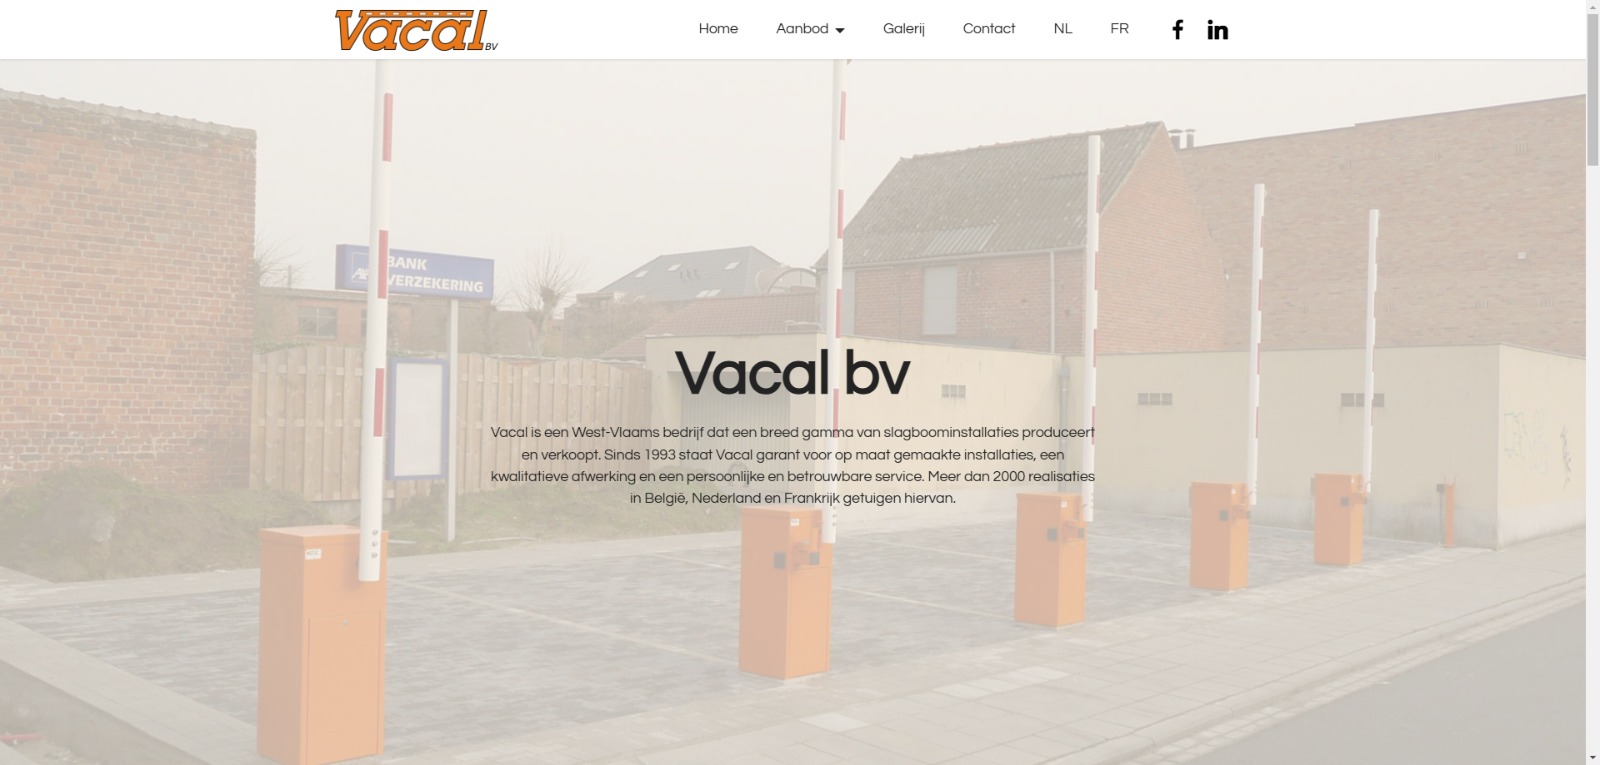 Vacal BV
Home Aanbod Galerij Contact NL FR
BANK
AXA VERZEKERING
Vacal bv
Vacal is een West-Vlaams bedrijf dat een breed gamma van slagboominstallaties produceert
en verkoopt. Sinds 1993 staat Vacal garant voor op maat gemaakte installaties, een
kwalitatieve afwerking en een persoonlijke en betrouwbare service. Meer dan 2000 realisaties
in België, Nederland en Frankrijk getuigen hiervan.